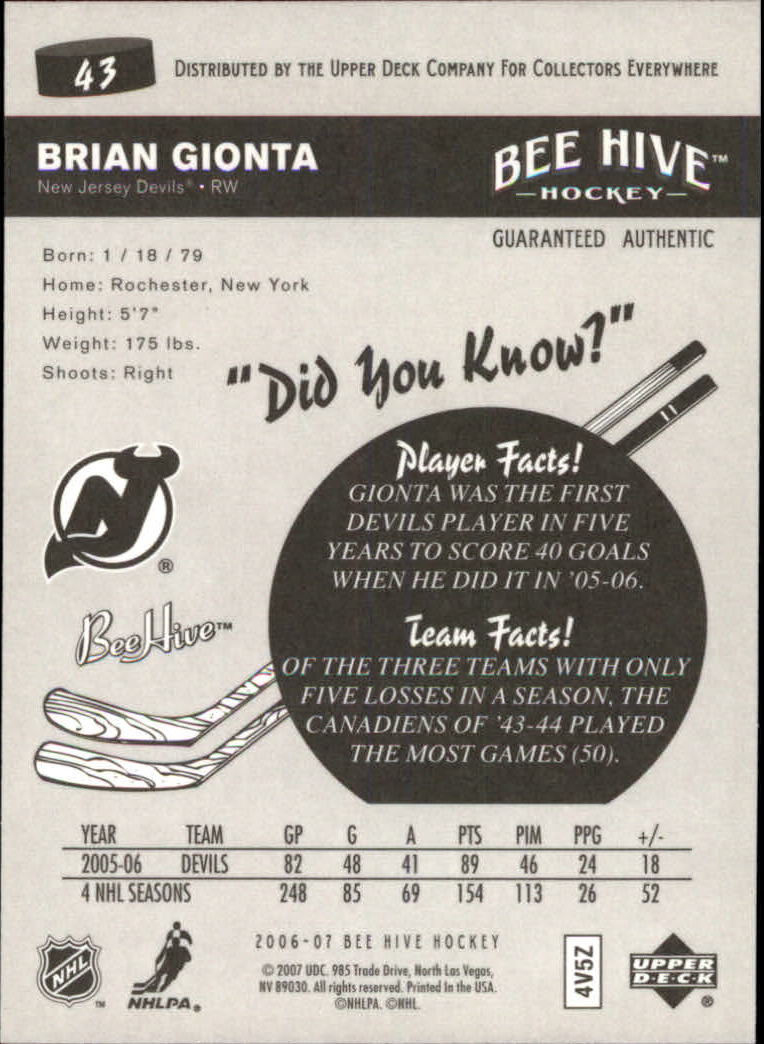 43
DISTRIBUTED BY THE UPPER DECK COMPANY FOR COLLECTORS EVERYWHERE
BRIAN GIONTA
New Jersey Devils® • RW
BEE HIVE™
HOCKEY
GUARANTEED AUTHENTIC
Born: 1 / 18 / 79
Home: Rochester, New York
Height: 5'7"
Weight: 175 lbs.
Shoots: Right
"Did You Know?"
Player Facts!
GIONTA WAS THE FIRST
DEVILS PLAYER IN FIVE
YEARS TO SCORE 40 GOALS
WHEN HE DID IT IN '05-06.
NJ ®
BeeHive™
Team Facts!
OF THE THREE TEAMS WITH ONLY
FIVE LOSSES IN A SEASON, THE
CANADIENS OF '43-44 PLAYED
THE MOST GAMES (50).
YEAR TEAM GP G A PTS PIM PPG +/-
2005-06 DEVILS 82 48 41 89 46 24 18
4 NHL SEASONS 248 85 69 154 113 26 52
NHL ™
NHLPA®
2006-07 BEE HIVE HOCKEY
© 2007 UDC. 985 Trade Drive, North Las Vegas,
NV 89030. All rights reserved. Printed in the USA.
©NHLPA. ©NHL.
4V5Z
UPPER
D·E·C·K ®